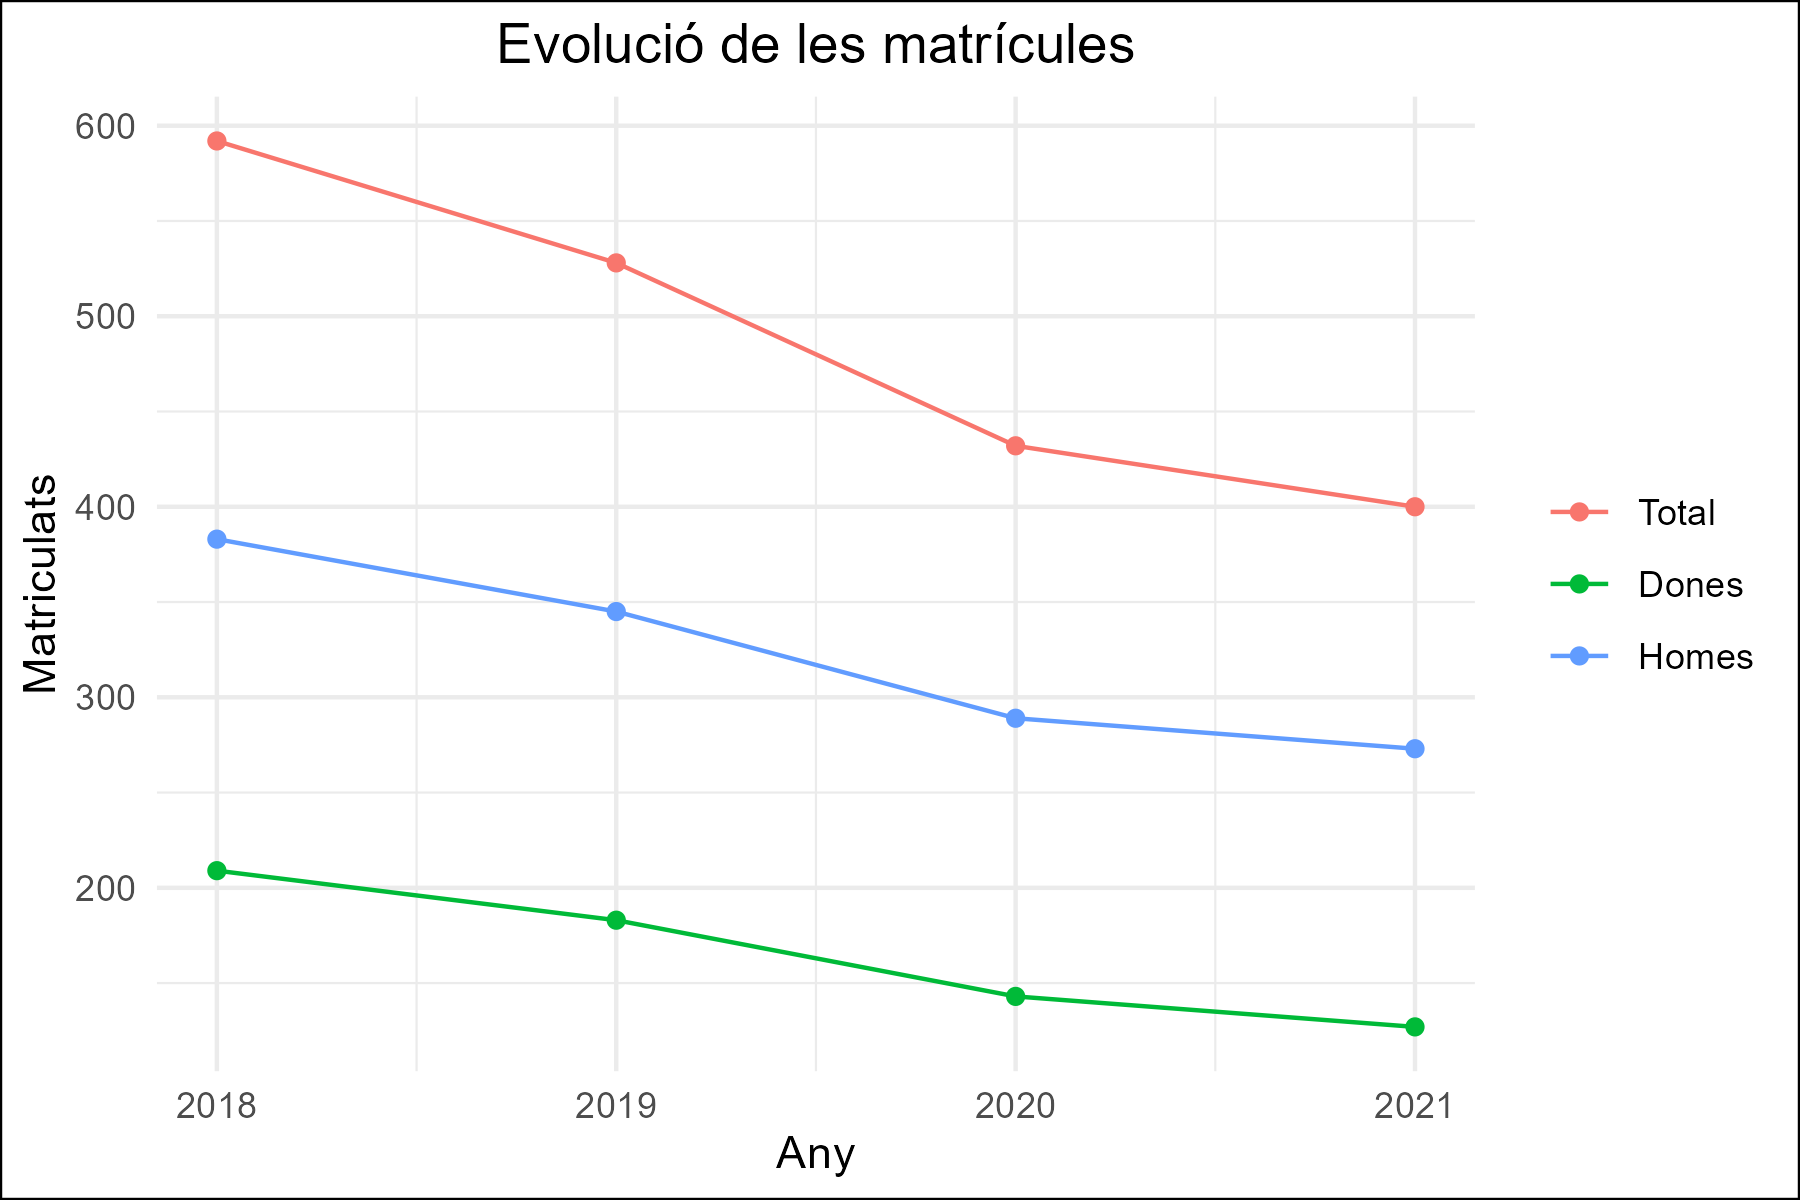 Evolució de les matrícules
600
500
400
300
200
Matriculats
2018
2019
2020
2021
Any
Total
Dones
Homes